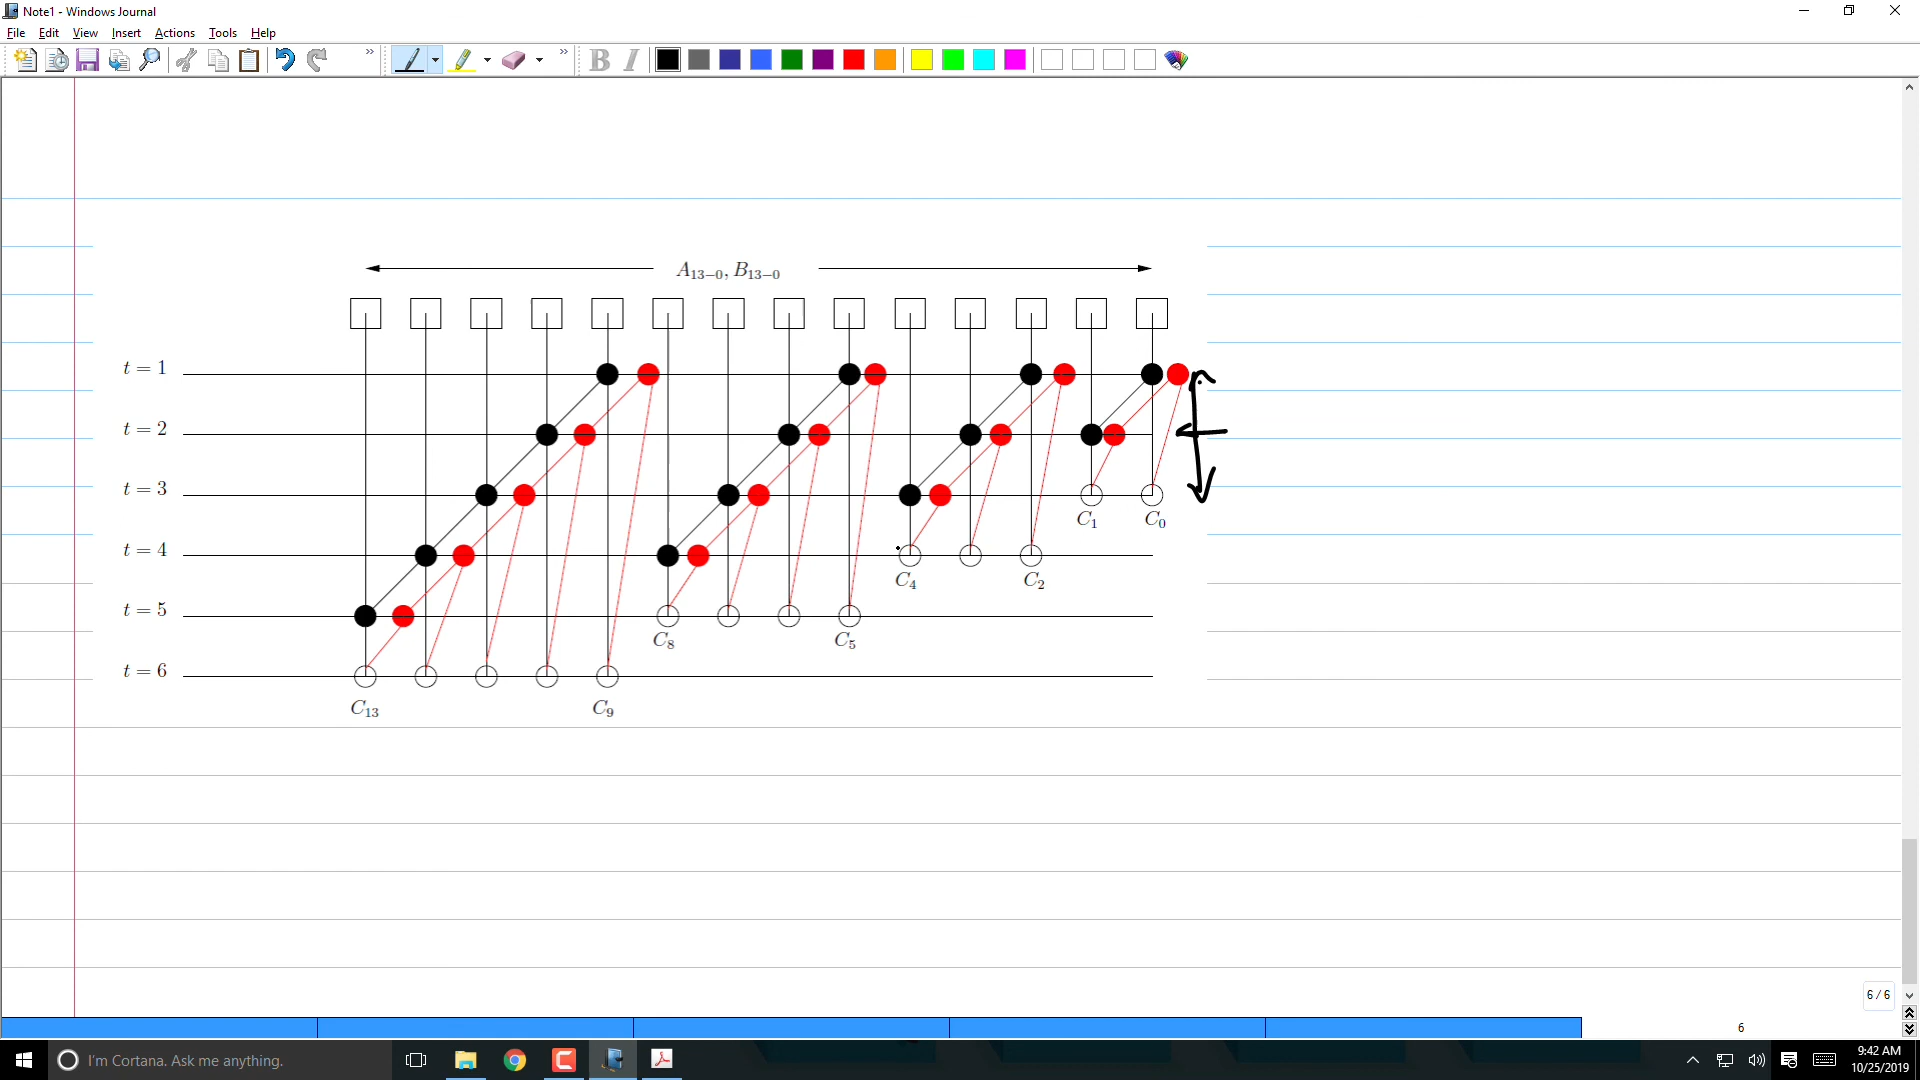 Note1 - Windows Journal
File Edit View Insert Actions Tools Help
B I
A₁₃₋₀, B₁₃₋₀
t = 1
t = 2
t = 3
C₁ C₀
t = 4
C₄ C₂
t = 5
C₈ C₅
t = 6
C₁₃ C₉
6 / 6
6
I'm Cortana. Ask me anything.
9:42 AM
10/25/2019